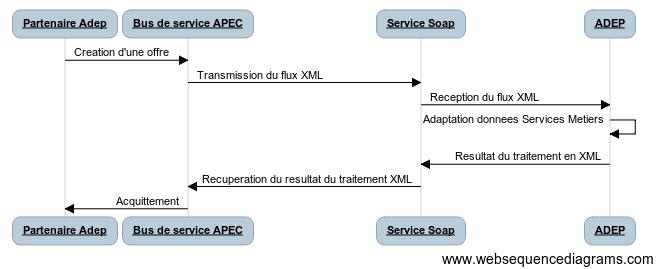 Partenaire Adep
Bus de service APEC
Service Soap
ADEP
Creation d'une offre
Transmission du flux XML
Reception du flux XML
Adaptation donnees Services Metiers
Resultat du traitement en XML
Recuperation du resultat du traitement XML
Acquittement
Partenaire Adep
Bus de service APEC
Service Soap
ADEP
www.websequencediagrams.com